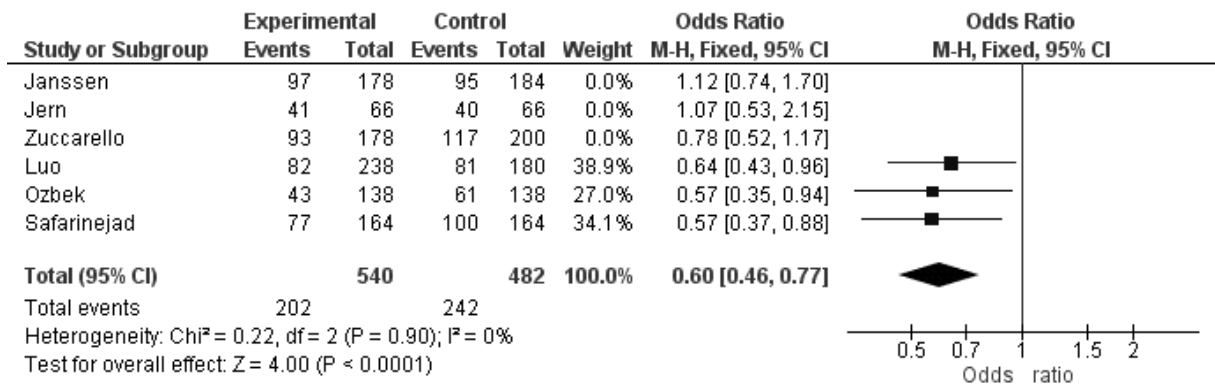 Experimental Control Odds Ratio Odds Ratio
Study or Subgroup Events Total Events Total Weight M-H, Fixed, 95% CI M-H, Fixed, 95% CI
Janssen 97 178 95 184 0.0% 1.12 [0.74, 1.70]
Jern 41 66 40 66 0.0% 1.07 [0.53, 2.15]
Zuccarello 93 178 117 200 0.0% 0.78 [0.52, 1.17]
Luo 82 238 81 180 38.9% 0.64 [0.43, 0.96]
Ozbek 43 138 61 138 27.0% 0.57 [0.35, 0.94]
Safarinejad 77 164 100 164 34.1% 0.57 [0.37, 0.88]
Total (95% CI) 540 482 100.0% 0.60 [0.46, 0.77]
Total events 202 242
Heterogeneity: Chi² = 0.22, df = 2 (P = 0.90); I² = 0%
Test for overall effect: Z = 4.00 (P < 0.0001)
0.5 0.7 1 1.5 2
Odds ratio